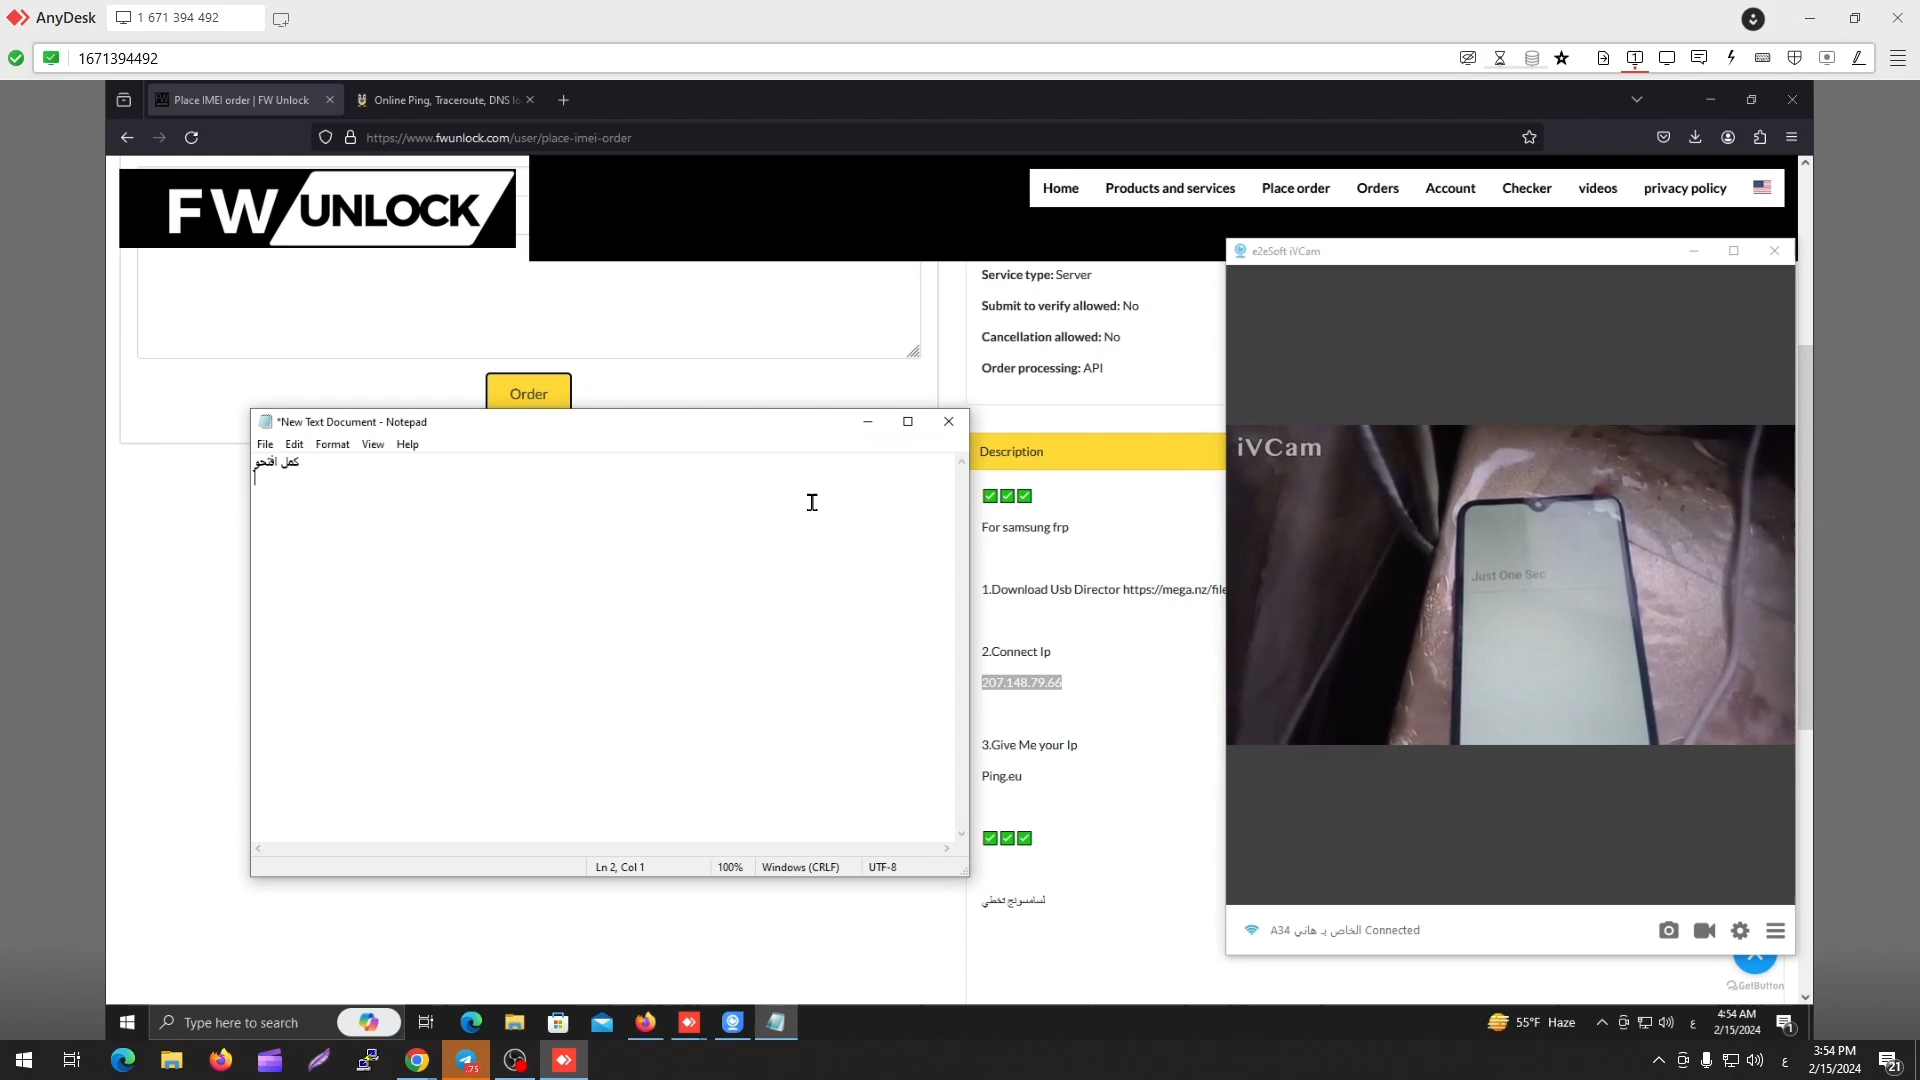 AnyDesk
1 671 394 492
1671394492
Place IMEI order | FW Unlock
Online Ping, Traceroute, DNS lo
https://www.fwunlock.com/user/place-imei-order
FW UNLOCK
Home Products and services Place order Orders Account Checker videos privacy policy
Order
Service type: Server
Submit to verify allowed: No
Cancellation allowed: No
Order processing: API
Description
✅✅✅
For samsung frp
1.Download Usb Director https://mega.nz/file
2.Connect Ip
207.148.79.66
3.Give Me your Ip
Ping.eu
✅✅✅
لسامسونج تخطي
*New Text Document - Notepad
File Edit Format View Help
كمل افتحو
Ln 2, Col 1
100%
Windows (CRLF)
UTF-8
e2eSoft iVCam
iVCam
Just One Sec
A34 الخاص بـ هاني Connected
GetButton
Type here to search
55°F Haze
ع
4:54 AM
2/15/2024
1
.75
ع
3:54 PM
2/15/2024
21